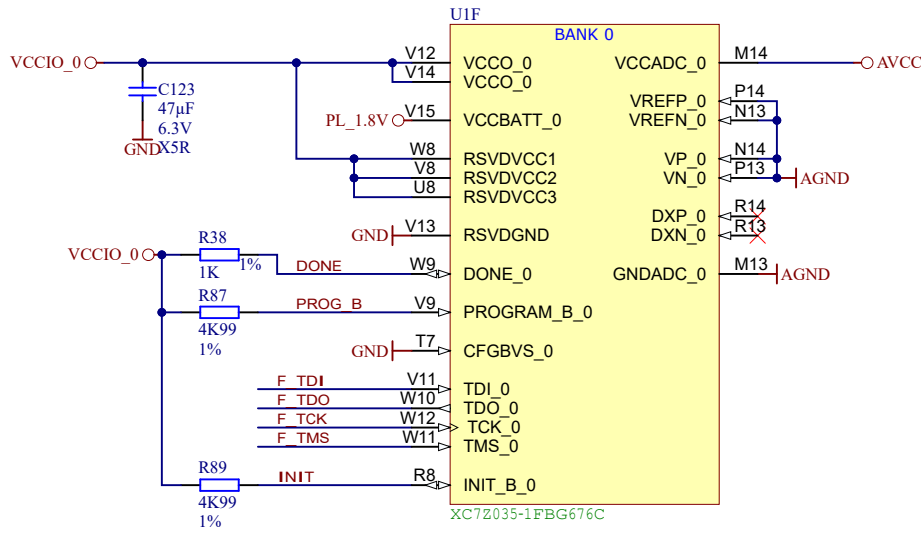 U1F
BANK 0
VCCIO_0
V12
VCCO_0
VCCADC_0
M14
AVCC
V14
VCCO_0
C123
47µF
6.3V
X5R
GND
PL_1.8V
V15
VCCBATT_0
VREFP_0
P14
VREFN_0
N13
W8
RSVDVCC1
VP_0
N14
V8
RSVDVCC2
VN_0
P13
AGND
U8
RSVDVCC3
DXP_0
R14
GND
V13
RSVDGND
DXN_0
R13
VCCIO_0
R38
1K
1%
DONE
W9
DONE_0
GNDADC_0
M13
AGND
R87
4K99
1%
PROG_B
V9
PROGRAM_B_0
GND
T7
CFGBVS_0
F_TDI
V11
TDI_0
F_TDO
W10
TDO_0
F_TCK
W12
TCK_0
F_TMS
W11
TMS_0
R89
4K99
1%
INIT
R8
INIT_B_0
XC7Z035-1FBG676C